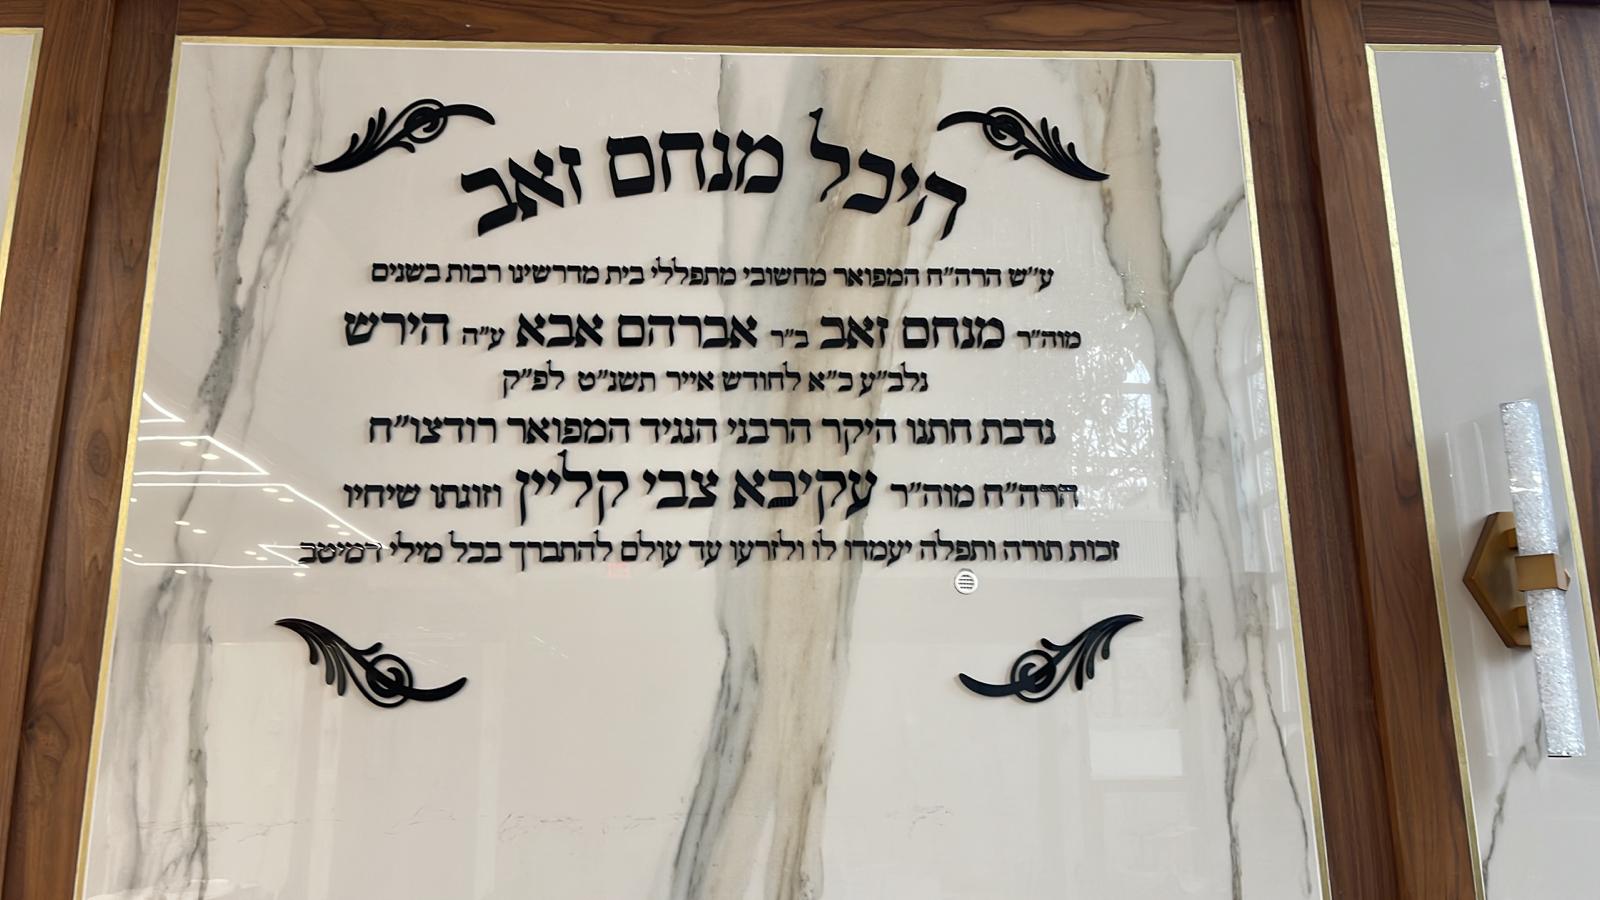 היכל מנחם זאב
ע"ש הרה"ח המפואר מחשובי מתפללי בית מדרשינו רבות בשנים
מוה"ר מנחם זאב ב"ר אברהם אבא ע"ה הירש
נלב"ע כ"א לחודש אייר תשנ"ט לפ"ק
נדבת חתנו היקר הרבני הנגיד המפואר רודצו"ח
הרה"ח מוה"ר עקיבא צבי קליין וזוגתו שיחיו
זכות תורה ותפלה יעמדו לו ולזרעו עד עולם להתברך בכל מילי דמיטב